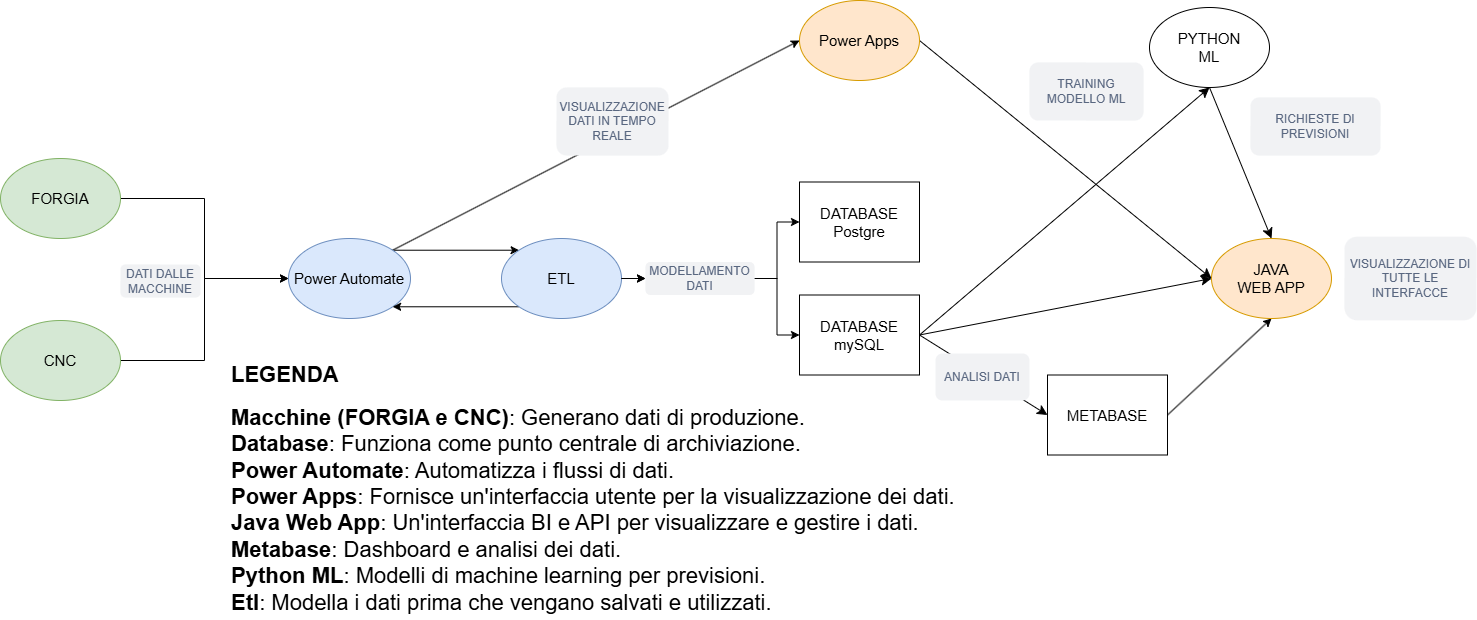 Power Apps
PYTHON
ML
TRAINING
MODELLO ML
VISUALIZZAZIONE
DATI IN TEMPO
REALE
RICHIESTE DI
PREVISIONI
FORGIA
DATABASE
Postgre
DATI DALLE
MACCHINE
Power Automate
ETL
MODELLAMENTO
DATI
JAVA
WEB APP
VISUALIZZAZIONE DI
TUTTE LE
INTERFACCE
DATABASE
mySQL
CNC
ANALISI DATI
METABASE
LEGENDA
Macchine (FORGIA e CNC): Generano dati di produzione.
Database: Funziona come punto centrale di archiviazione.
Power Automate: Automatizza i flussi di dati.
Power Apps: Fornisce un'interfaccia utente per la visualizzazione dei dati.
Java Web App: Un'interfaccia BI e API per visualizzare e gestire i dati.
Metabase: Dashboard e analisi dei dati.
Python ML: Modelli di machine learning per previsioni.
Etl: Modella i dati prima che vengano salvati e utilizzati.